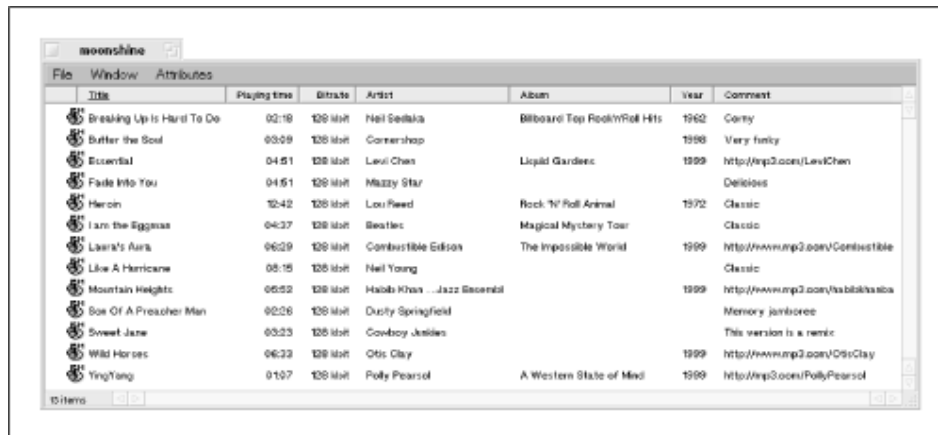 moonshine
File Window Attributes
Title Playing time Bitrate Artist Album Year Comment
Breaking Up Is Hard To Do 02:18 128 kbit Neil Sedaka Billboard Top Rock'N'Roll Hits 1962 Corny
Butter the Soul 03:09 128 kbit Cornershop 1998 Very funky
Essential 04:51 128 kbit Levi Chen Liquid Gardens 1999 http://mp3.com/LeviChen
Fade Into You 04:51 128 kbit Mazzy Star Delicious
Heroin 12:42 128 kbit Lou Reed Rock 'N' Roll Animal 1972 Classic
I am the Eggman 04:37 128 kbit Beatles Magical Mystery Tour Classic
Laura's Aura 06:29 128 kbit Combustible Edison The Impossible World 1999 http://www.mp3.com/Combustible
Like A Hurricane 08:15 128 kbit Neil Young Classic
Mountain Heights 05:52 128 kbit Habib Khan ...Jazz Ensembl 1999 http://www.mp3.com/habibkhanba
Son Of A Preacher Man 02:26 128 kbit Dusty Springfield Memory jamboree
Sweet Jane 03:23 128 kbit Cowboy Junkies This version is a remix
Wild Horses 06:33 128 kbit Otis Clay 1999 http://www.mp3.com/OtisClay
YingYang 01:07 128 kbit Polly Pearsol A Western State of Mind 1999 http://mp3.com/PollyPearsol
13 items